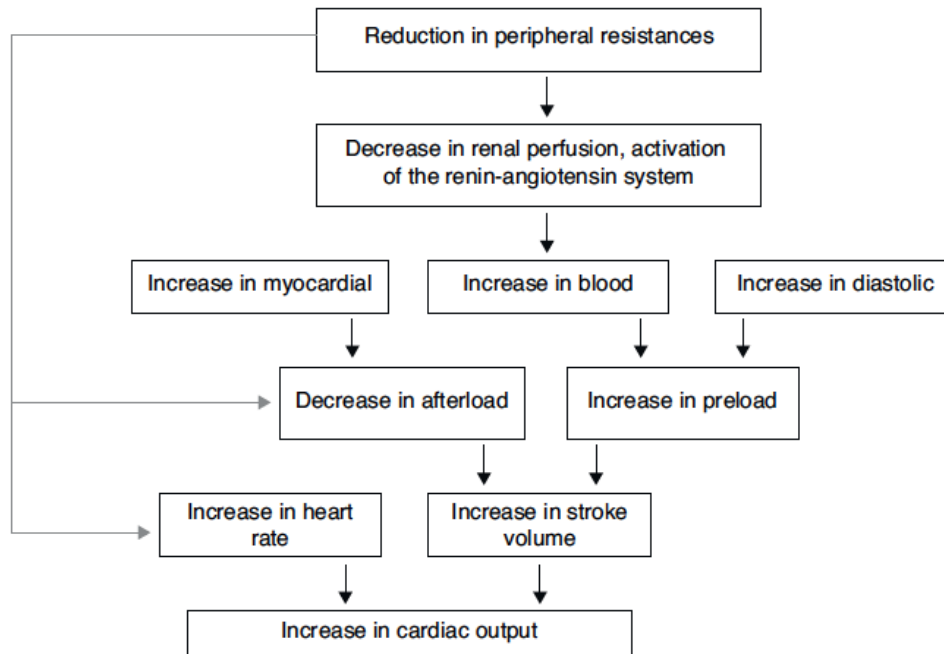 Reduction in peripheral resistances
Decrease in renal perfusion, activation
of the renin-angiotensin system
Increase in myocardial
Increase in blood
Increase in diastolic
Decrease in afterload
Increase in preload
Increase in heart
rate
Increase in stroke
volume
Increase in cardiac output